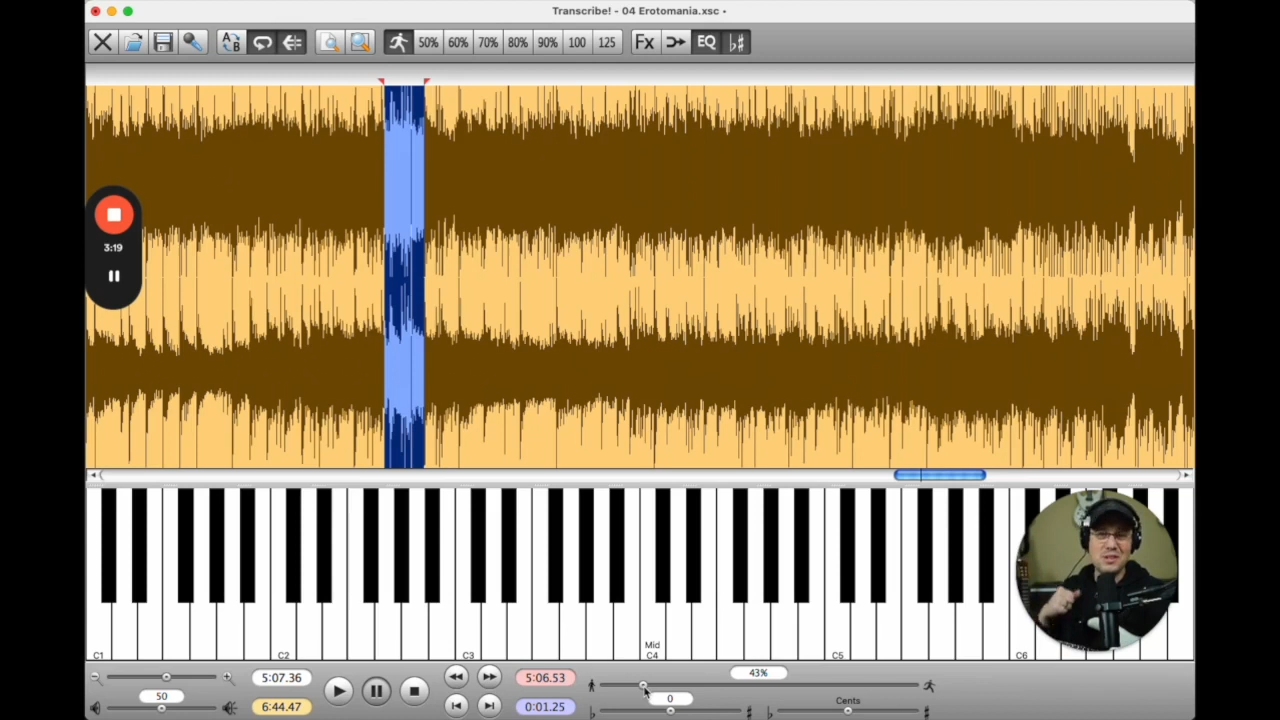 Transcribe! - 04 Erotomania.xsc •
A B 50% 60% 70% 80% 90% 100 125 Fx EQ ♭♯
3:19
C1 C2 C3 Mid C4 C5 C6
5:07.36 5:06.53 43%
50 0 Cents
6:44.47 0:01.25 ♭ ♯ ♭ ♯